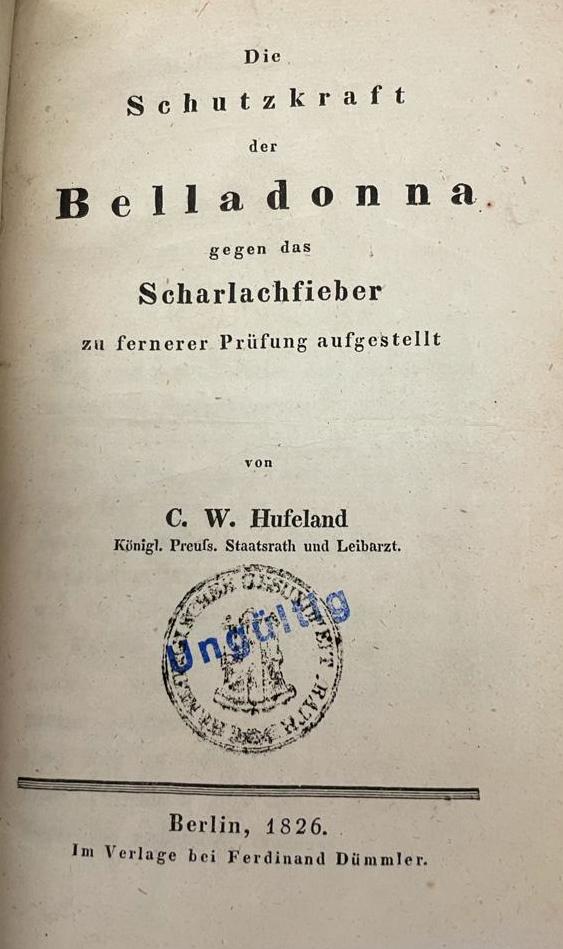 Die
Schutzkraft
der
Belladonna
gegen das
Scharlachfieber
zu fernerer Prüfung aufgestellt
von
C. W. Hufeland
Königl. Preuſs. Staatsrath und Leibarzt.
Ungültig
Berlin, 1826.
Im Verlage bei Ferdinand Dümmler.